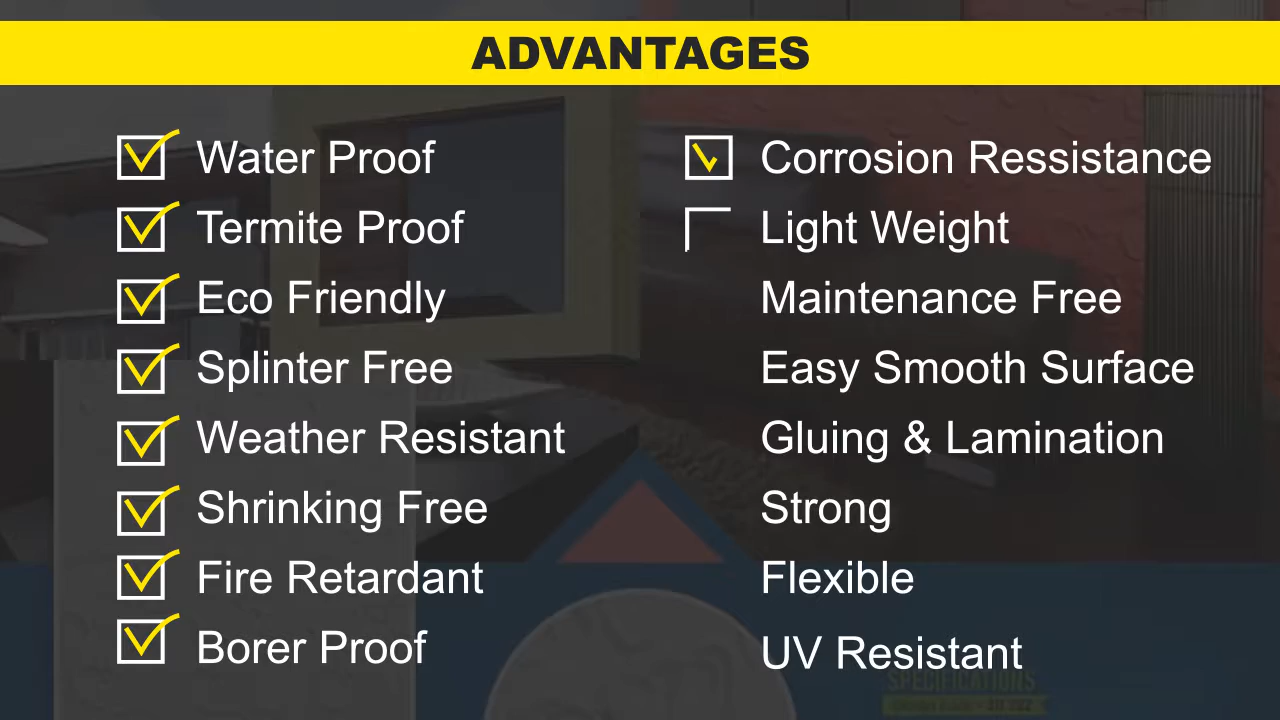 ADVANTAGES
Water Proof
Termite Proof
Eco Friendly
Splinter Free
Weather Resistant
Shrinking Free
Fire Retardant
Borer Proof
Corrosion Ressistance
Light Weight
Maintenance Free
Easy Smooth Surface
Gluing & Lamination
Strong
Flexible
UV Resistant
SPECIFICATIONS